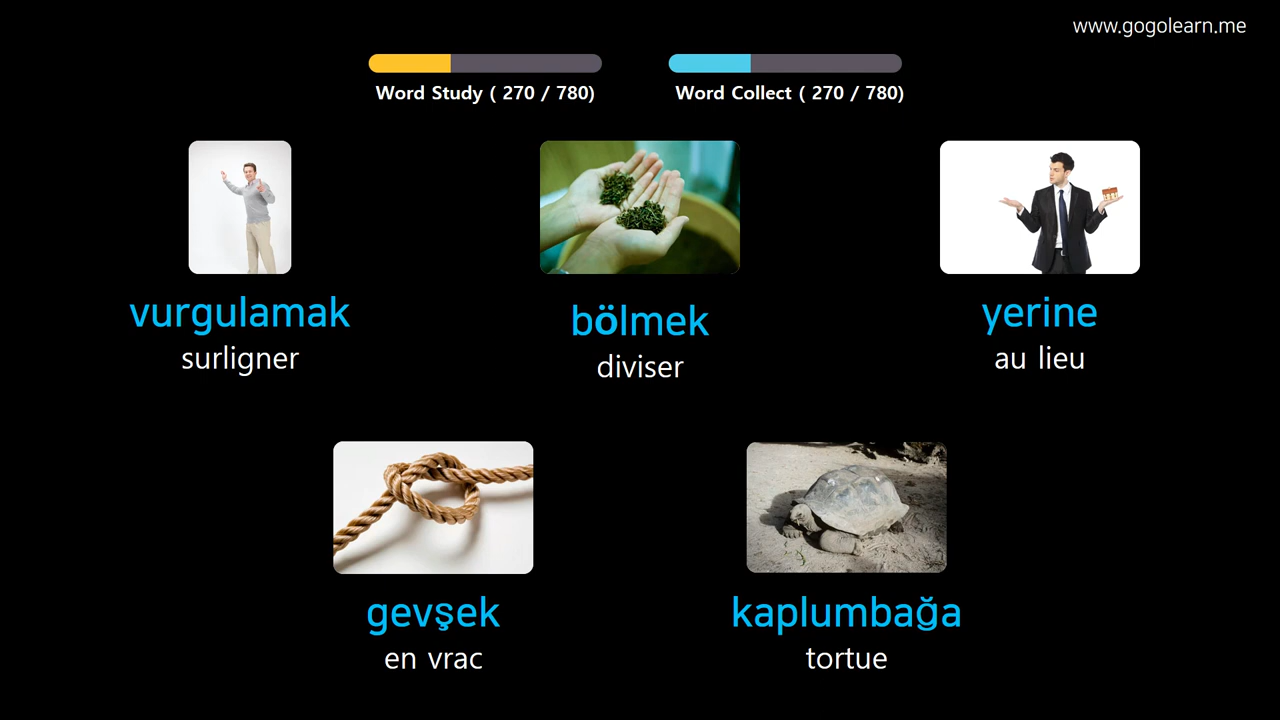 www.gogolearn.me
Word Study ( 270 / 780)
Word Collect ( 270 / 780)
vurgulamak
surligner
bölmek
diviser
yerine
au lieu
gevşek
en vrac
kaplumbağa
tortue